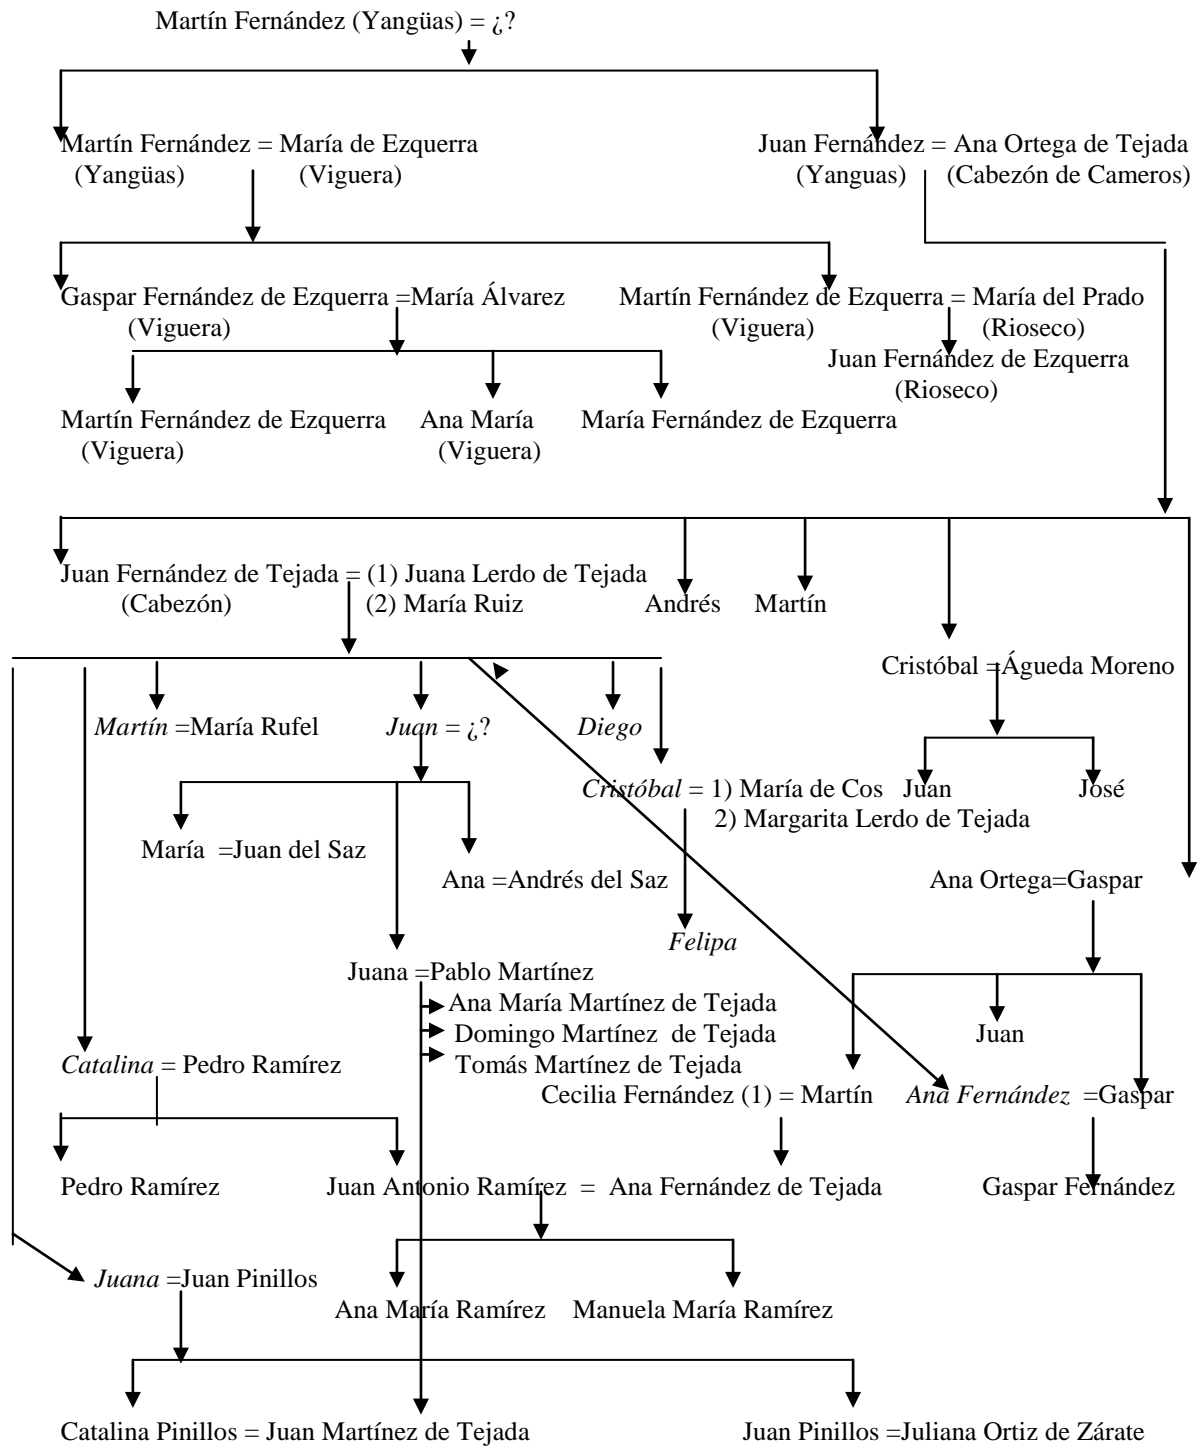 Martín Fernández (Yangüas) = ¿?
Martín Fernández = María de Ezquerra Juan Fernández = Ana Ortega de Tejada
(Yangüas) (Viguera) (Yanguas) (Cabezón de Cameros)
Gaspar Fernández de Ezquerra =María Álvarez Martín Fernández de Ezquerra = María del Prado
(Viguera) (Viguera) (Rioseco)
Juan Fernández de Ezquerra
(Rioseco)
Martín Fernández de Ezquerra Ana María María Fernández de Ezquerra
(Viguera) (Viguera)
Juan Fernández de Tejada = (1) Juana Lerdo de Tejada
(Cabezón) (2) María Ruiz Andrés Martín
Cristóbal =Águeda Moreno
Martín =María Rufel Juan = ¿? Diego
Cristóbal = 1) María de Cos Juan José
2) Margarita Lerdo de Tejada
María =Juan del Saz
Ana =Andrés del Saz Ana Ortega=Gaspar
Felipa
Juana =Pablo Martínez
Ana María Martínez de Tejada
Domingo Martínez de Tejada Juan
Tomás Martínez de Tejada
Catalina = Pedro Ramírez
Cecilia Fernández (1) = Martín Ana Fernández =Gaspar
Pedro Ramírez Juan Antonio Ramírez = Ana Fernández de Tejada Gaspar Fernández
Juana =Juan Pinillos
Ana María Ramírez Manuela María Ramírez
Catalina Pinillos = Juan Martínez de Tejada Juan Pinillos =Juliana Ortiz de Zárate